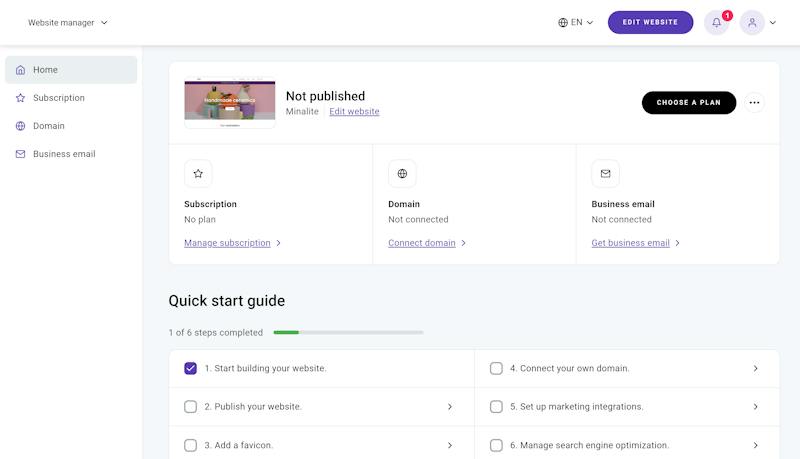 Website manager
EN
EDIT WEBSITE
1
Home
Subscription
Domain
Business email
Handmade ceramics
Not published
Minalite
Edit website
CHOOSE A PLAN
Subscription
No plan
Manage subscription
Domain
Not connected
Connect domain
Business email
Not connected
Get business email
Quick start guide
1 of 6 steps completed
1. Start building your website.
2. Publish your website.
3. Add a favicon.
4. Connect your own domain.
5. Set up marketing integrations.
6. Manage search engine optimization.